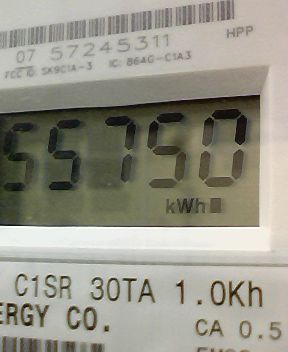 HPP
07 57245311
FCC ID: SK9C1A-3 IC: 864G-C1A3
55750
kWh
C1SR 30TA 1.0Kh
ERGY CO.
CA 0.5